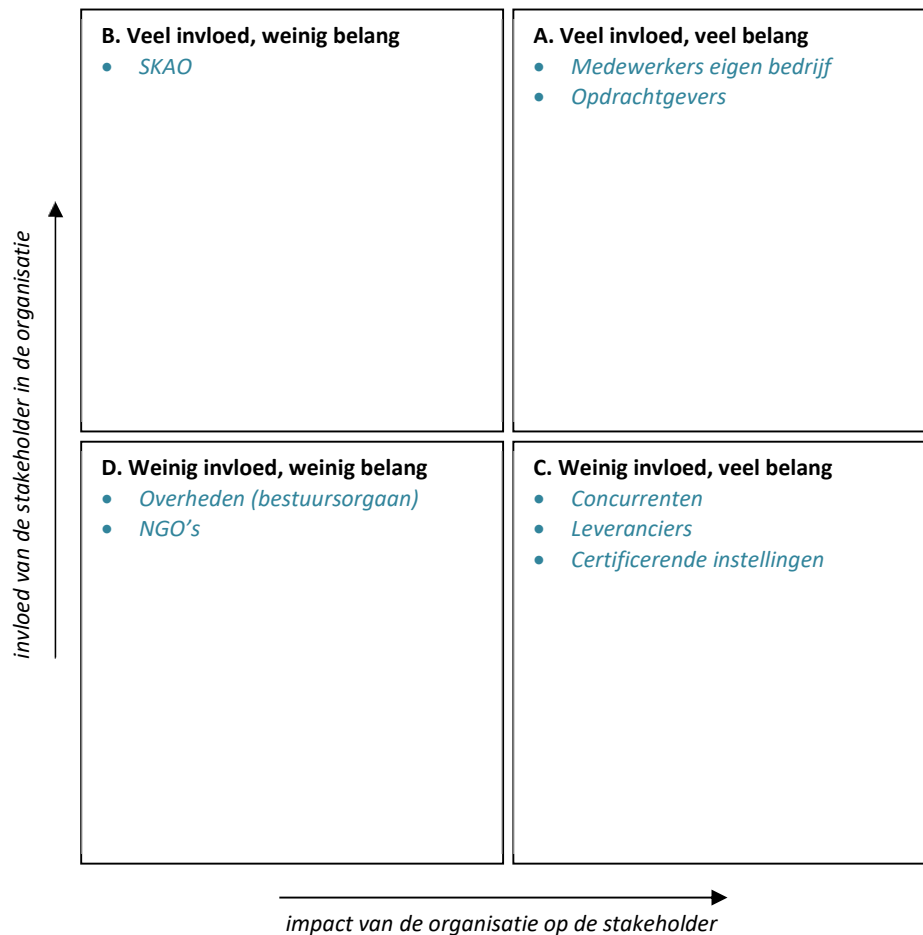 B. Veel invloed, weinig belang
• SKAO
A. Veel invloed, veel belang
• Medewerkers eigen bedrijf
• Opdrachtgevers
invloed van de stakeholder in de organisatie
D. Weinig invloed, weinig belang
• Overheden (bestuursorgaan)
• NGO’s
C. Weinig invloed, veel belang
• Concurrenten
• Leveranciers
• Certificerende instellingen
impact van de organisatie op de stakeholder